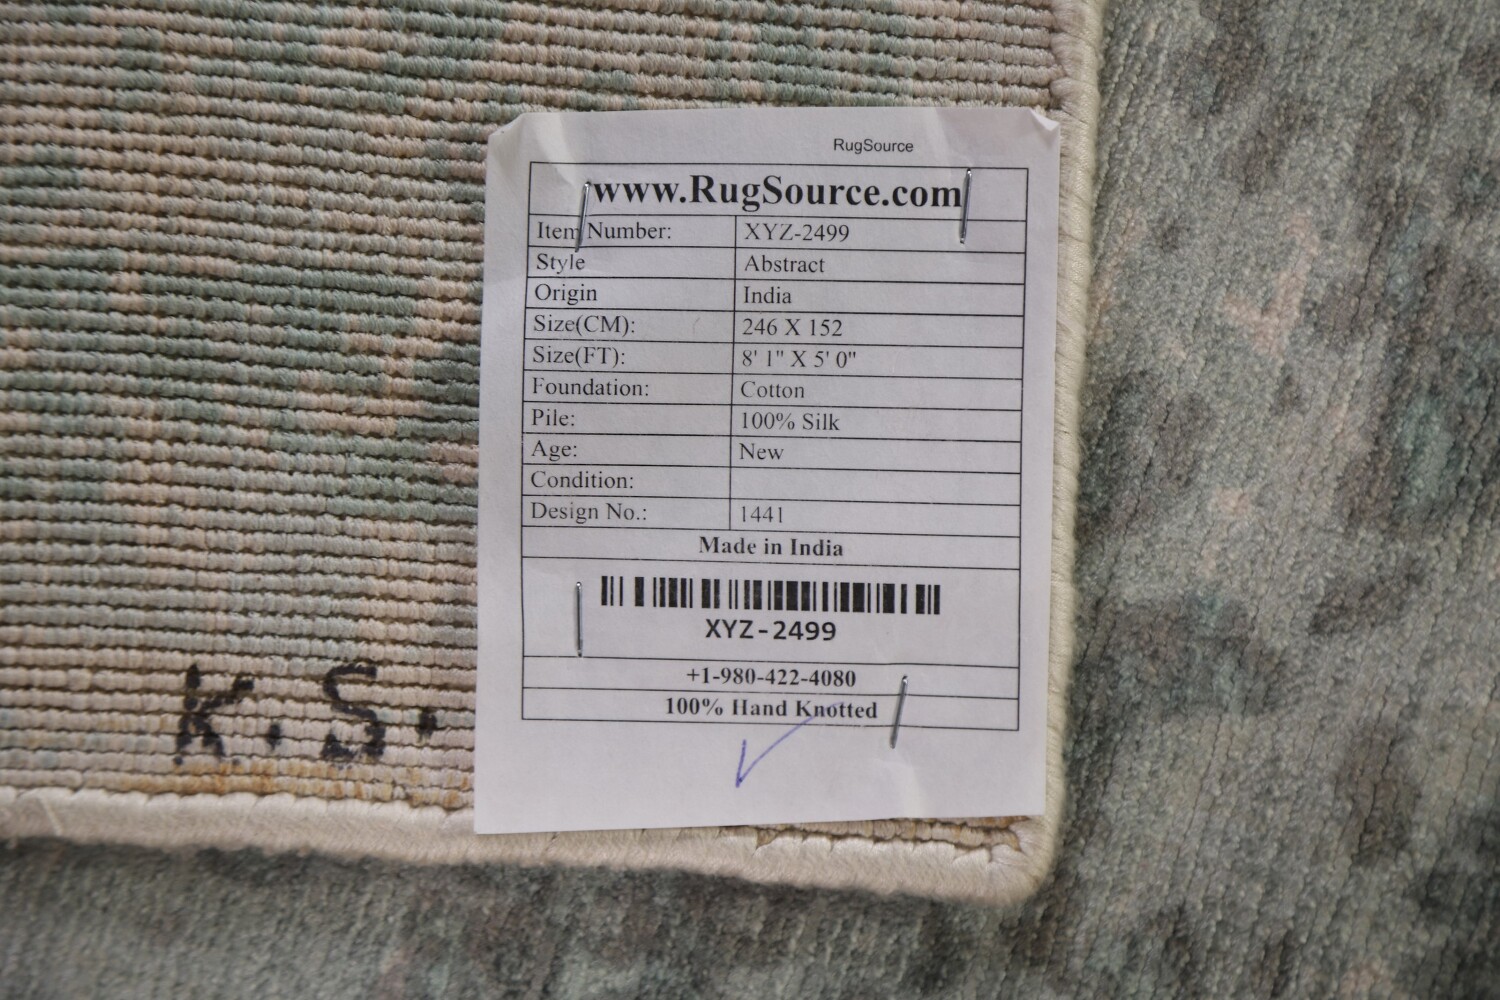 RugSource
www.RugSource.com
Item Number: XYZ-2499
Style Abstract
Origin India
Size(CM): 246 X 152
Size(FT): 8' 1" X 5' 0"
Foundation: Cotton
Pile: 100% Silk
Age: New
Condition:
Design No.: 1441
Made in India
XYZ-2499
+1-980-422-4080
100% Hand Knotted
K.S.